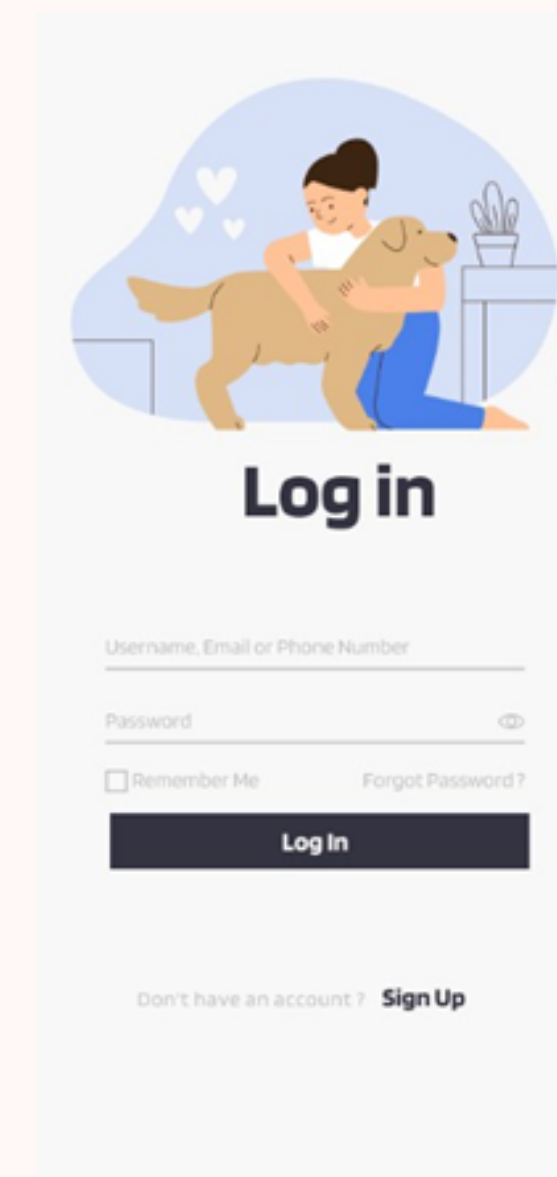 Log in
Username, Email or Phone Number
Password
Remember Me Forgot Password ?
Log In
Don't have an account ? Sign Up